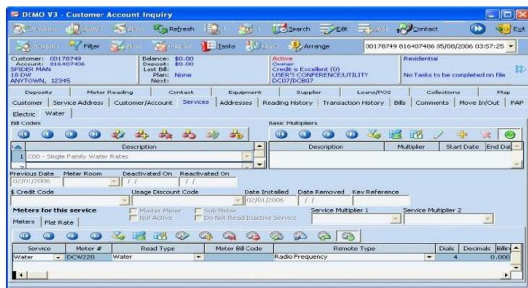 DEMO V3 - Customer Account Inquiry
Refresh Search Edit Contact Exit
Filter Tasks Arrange 00178749 816407406 05/08/2006 03:57:25
Customer: 00178749 Balance: $0.00 Active Residential
Account: 816407406 Deposit: $0.00 Owner
SPIDER MAN Last Bill: Credit is Excellent (0)
18 DW Plan: None USER'S CONFERENCE/UTILITY No Tasks to be completed on file
ANYTOWN, 12345 Next: DC07/DCB07
Deposits Meter Reading Contact Equipment Supplier Loans/POS Collections Map
Customer Service Address Customer/Account Services Addresses Reading History Transaction History Bills Comments Move In/Out PAP
Electric Water
Bill Codes Basic Multipliers
Description Description Multiplier Start Date End Da
1 C00 - Single Family Water Rates
Previous Date Meter Room Deactivated On Reactivated On
02/01/2006 / / / /
$ Credit Code Usage Discount Code Date Installed Date Removed Key Reference
02/01/2006 / /
Meters for this service Master Meter Sub Meter Service Multiplier 1 Service Multiplier 2
Not Active Do Not Read Inactive Service
Meters Flat Rate
Service Meter # Read Type Meter Bill Code Remote Type Dials Decimals Billin
Water DCW220 Water Radio Frequency 4 0.000